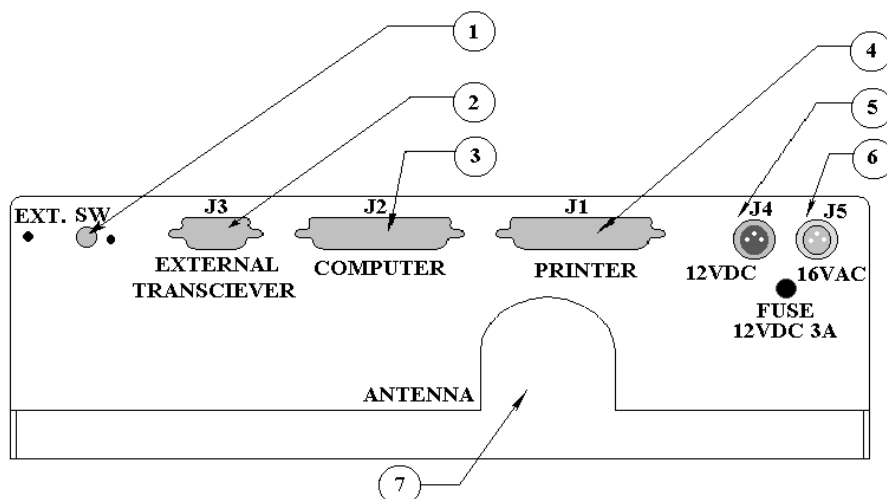 1
2
4
3
5
6
EXT. SW
J3
J2
J1
J4
J5
EXTERNAL
TRANSCIEVER
COMPUTER
PRINTER
12VDC
16VAC
FUSE
12VDC 3A
ANTENNA
7